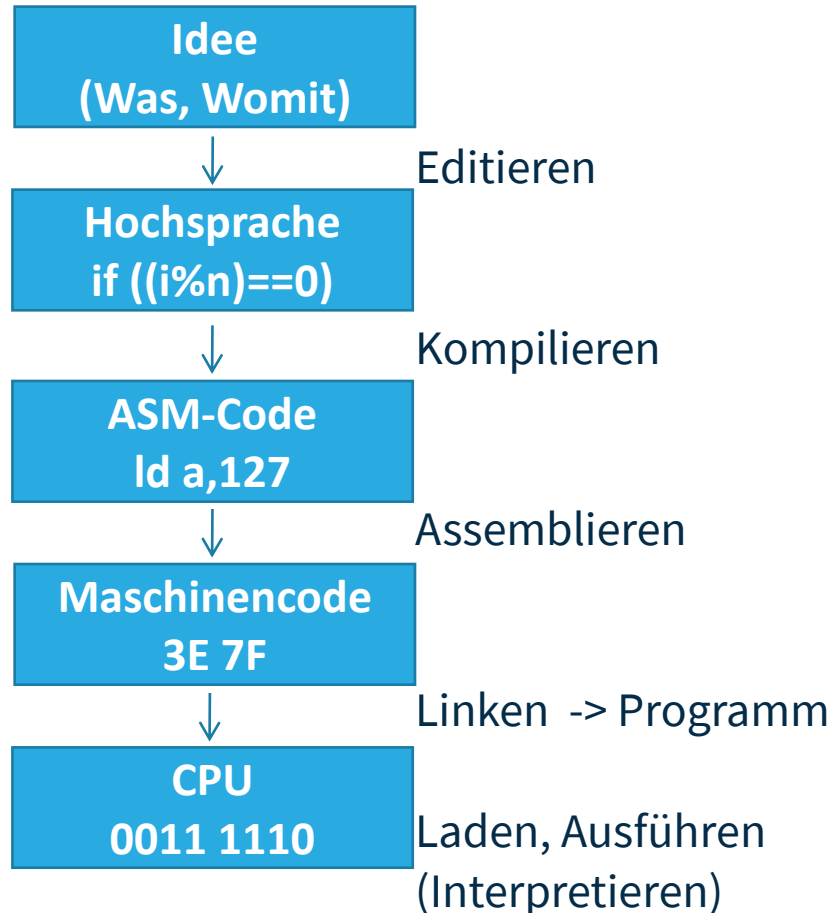 Idee
(Was, Womit)
Editieren
Hochsprache
if ((i%n)==0)
Kompilieren
ASM-Code
ld a,127
Assemblieren
Maschinencode
3E 7F
Linken -> Programm
CPU
0011 1110
Laden, Ausführen
(Interpretieren)